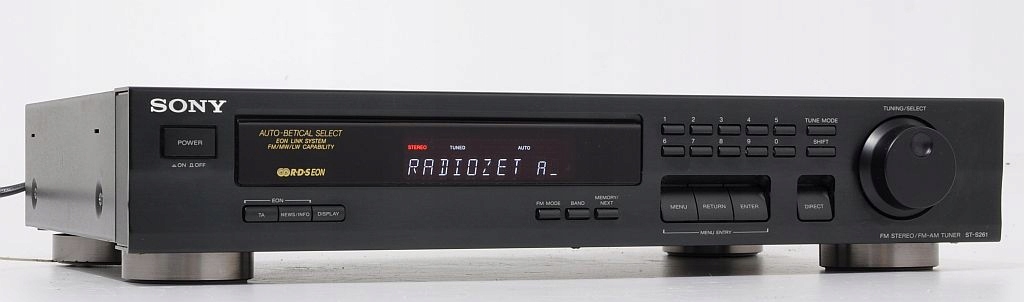 SONY
POWER
ON OFF
AUTO-BETICAL SELECT
EON LINK SYSTEM
FM/MW/LW CAPABILITY
R·D·S EON
STEREO TUNED AUTO
RADIOZET A_
EON
TA NEWS/INFO DISPLAY
FM MODE BAND MEMORY/
NEXT
1 2 3 4 5 TUNE MODE
6 7 8 9 0 SHIFT
MENU RETURN ENTER
MENU ENTRY
DIRECT
TUNING/SELECT
FM STEREO/FM-AM TUNER ST-S261